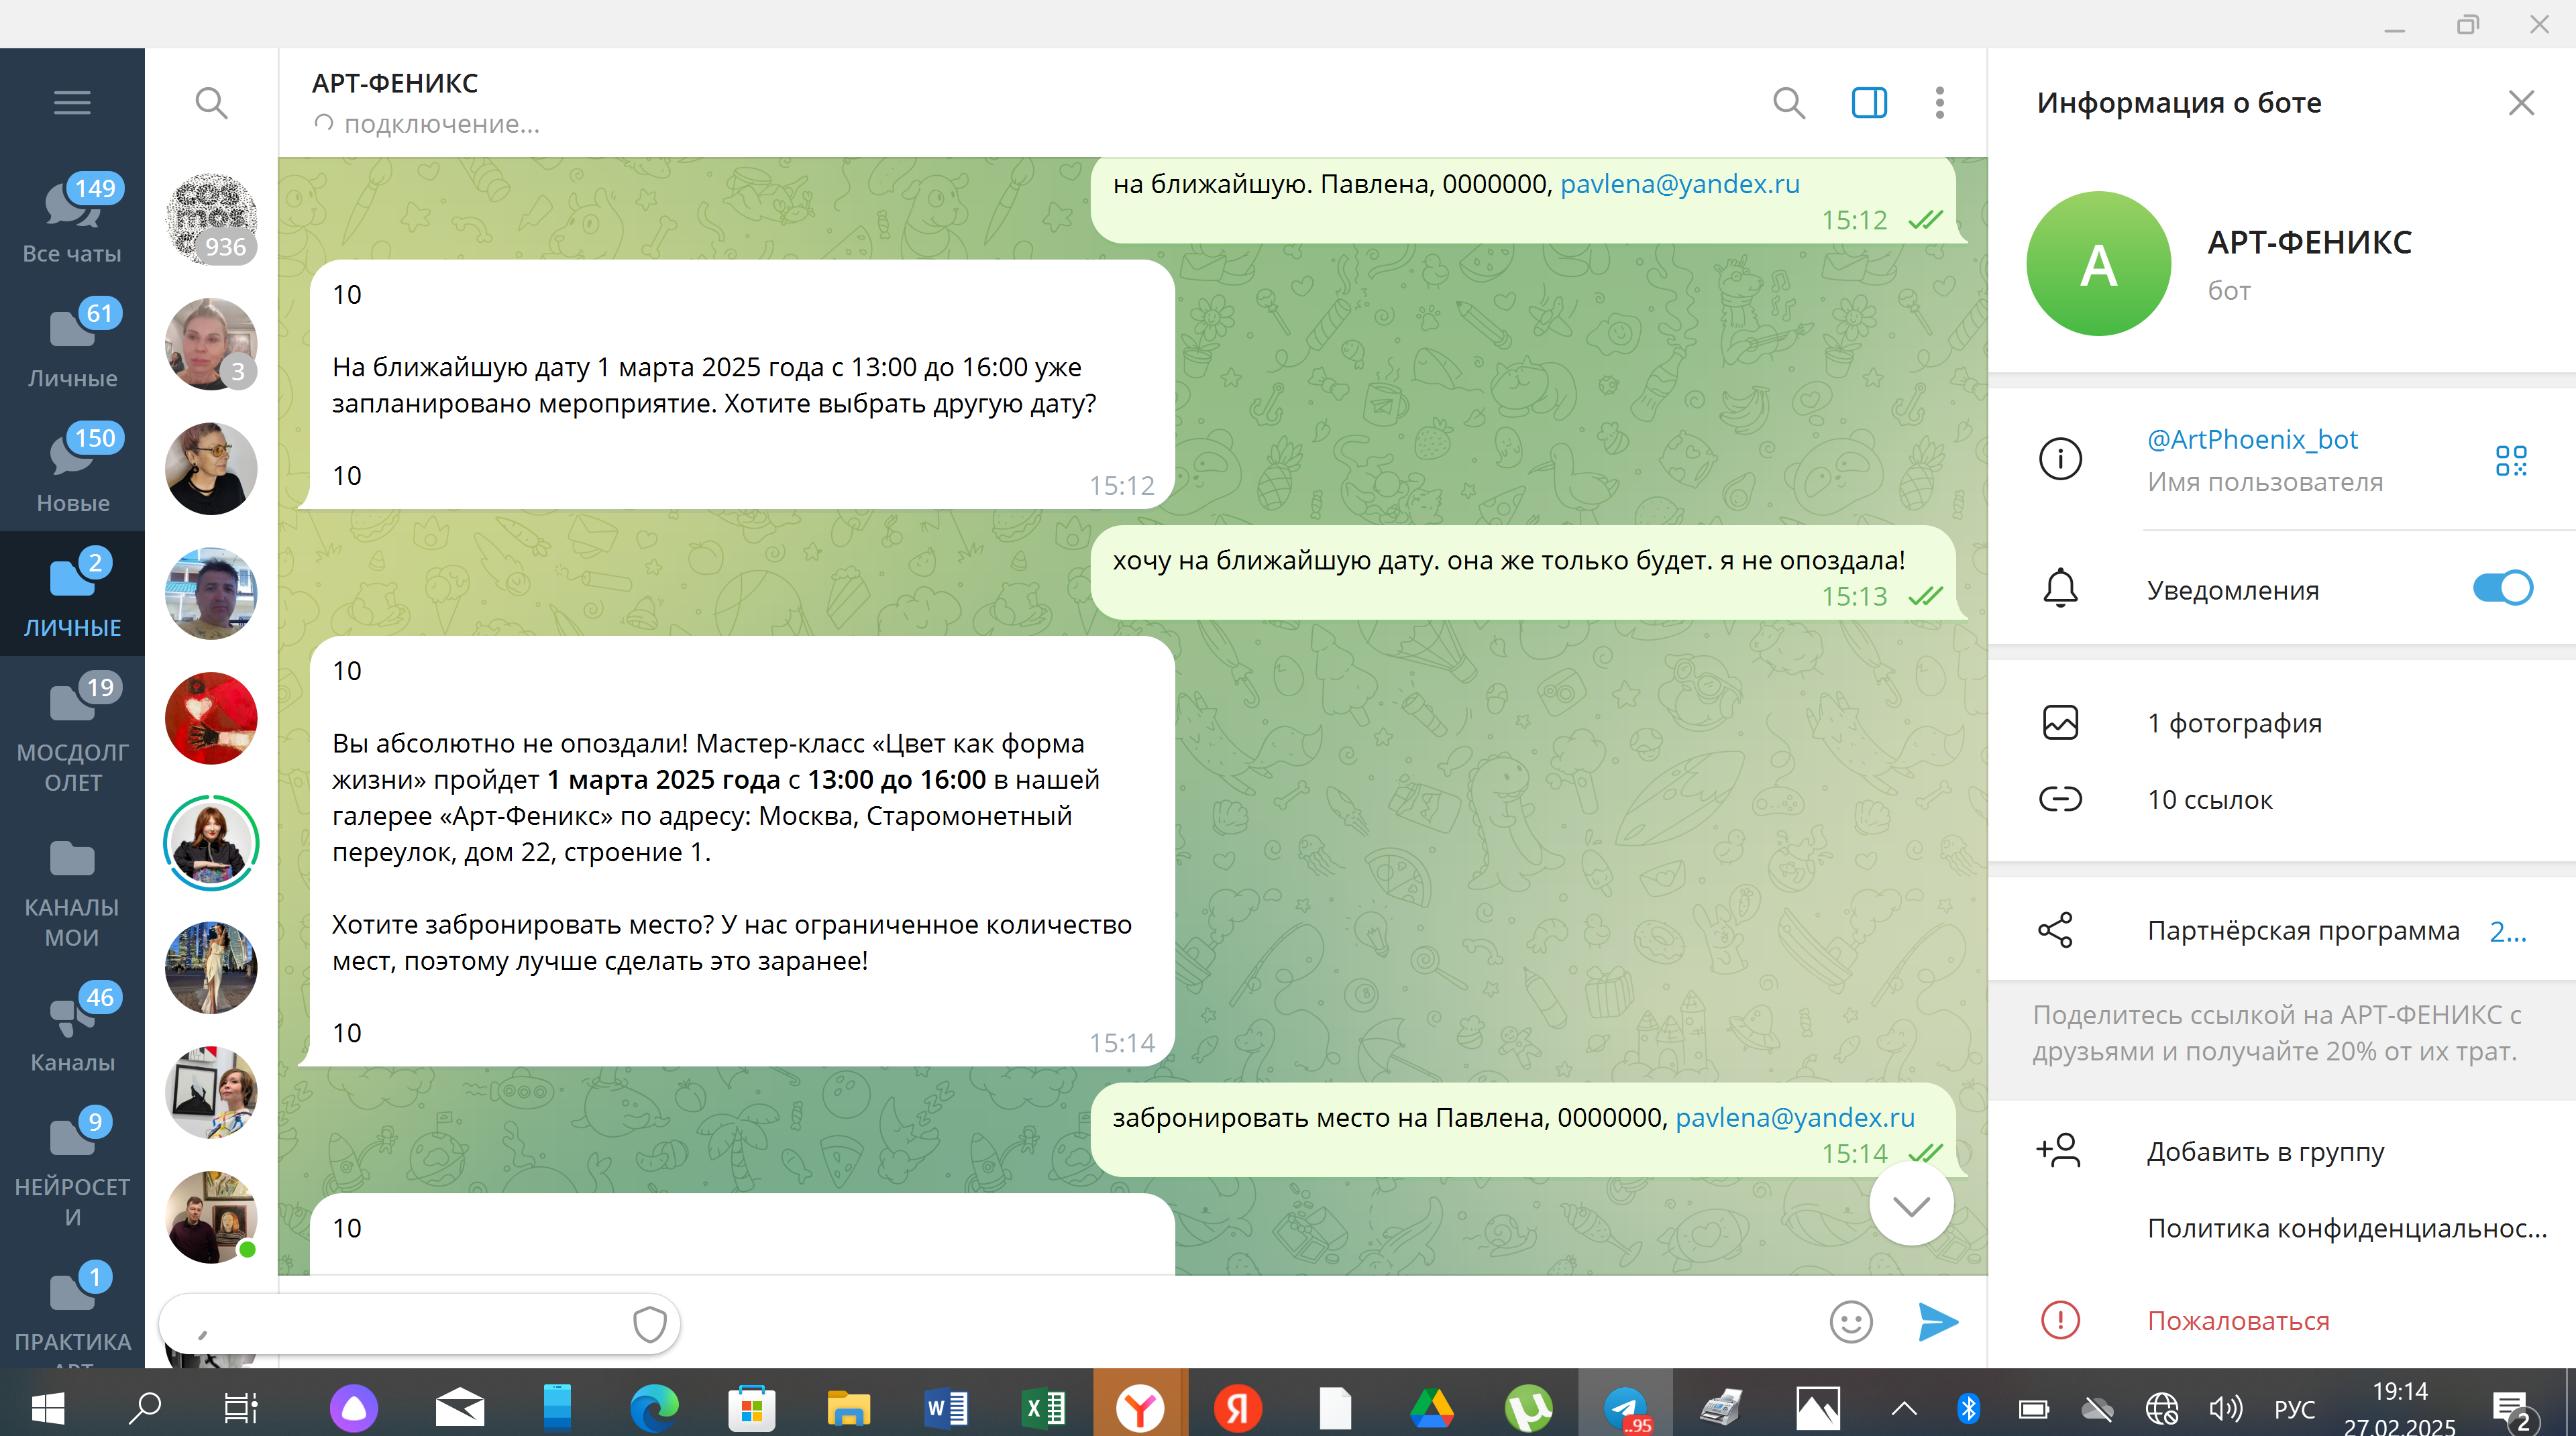 149
Все чаты
61
Личные
150
Новые
2
ЛИЧНЫЕ
19
МОСДОЛГ
ОЛЕТ
КАНАЛЫ
МОИ
46
Каналы
9
НЕЙРОСЕТ
И
1
ПРАКТИКА
АРТ
cos
mos
936
3
АРТ-ФЕНИКС
подключение...
на ближайшую. Павлена, 0000000, pavlena@yandex.ru
15:12
10
На ближайшую дату 1 марта 2025 года с 13:00 до 16:00 уже
запланировано мероприятие. Хотите выбрать другую дату?
10
15:12
хочу на ближайшую дату. она же только будет. я не опоздала!
15:13
10
Вы абсолютно не опоздали! Мастер-класс «Цвет как форма
жизни» пройдет 1 марта 2025 года с 13:00 до 16:00 в нашей
галерее «Арт-Феникс» по адресу: Москва, Старомонетный
переулок, дом 22, строение 1.
Хотите забронировать место? У нас ограниченное количество
мест, поэтому лучше сделать это заранее!
10
15:14
забронировать место на Павлена, 0000000, pavlena@yandex.ru
15:14
10
Информация о боте
А
АРТ-ФЕНИКС
бот
@ArtPhoenix_bot
Имя пользователя
Уведомления
1 фотография
10 ссылок
Партнёрская программа 2...
Поделитесь ссылкой на АРТ-ФЕНИКС с
друзьями и получайте 20% от их трат.
Добавить в группу
Политика конфиденциальнос...
Пожаловаться
..95
РУС
19:14
27.02.2025
2